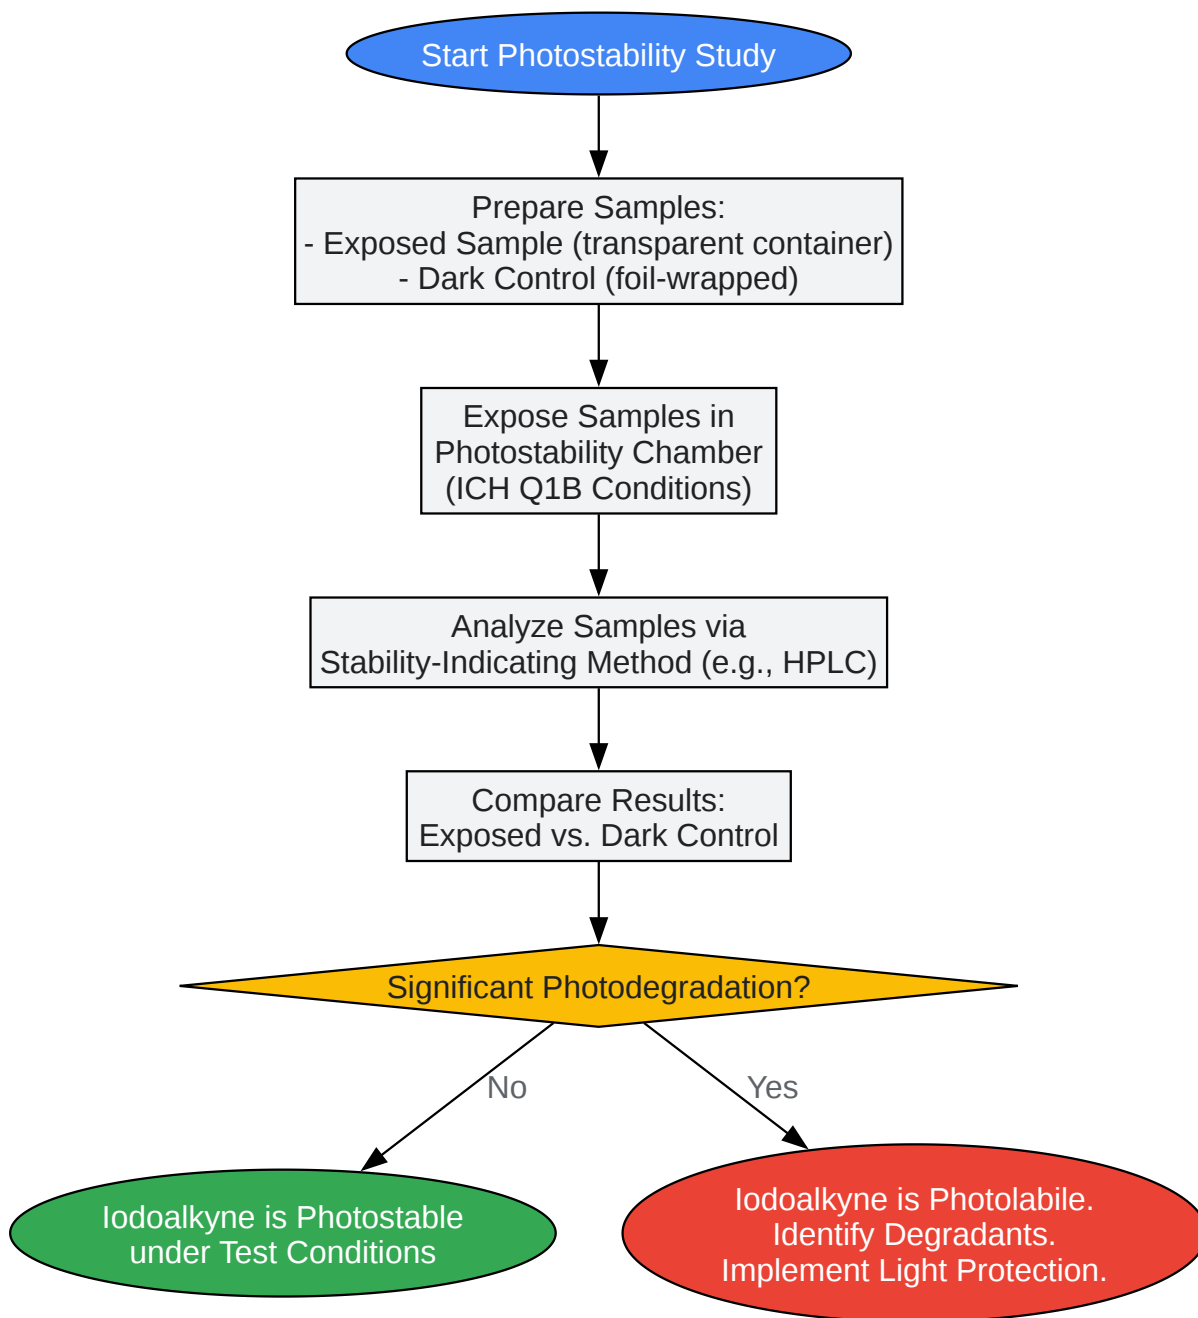 Start Photostability Study
Prepare Samples:
- Exposed Sample (transparent container)
- Dark Control (foil-wrapped)
Expose Samples in
Photostability Chamber
(ICH Q1B Conditions)
Analyze Samples via
Stability-Indicating Method (e.g., HPLC)
Compare Results:
Exposed vs. Dark Control
Significant Photodegradation?
No
Yes
Iodoalkyne is Photostable
under Test Conditions
Iodoalkyne is Photolabile.
Identify Degradants.
Implement Light Protection.